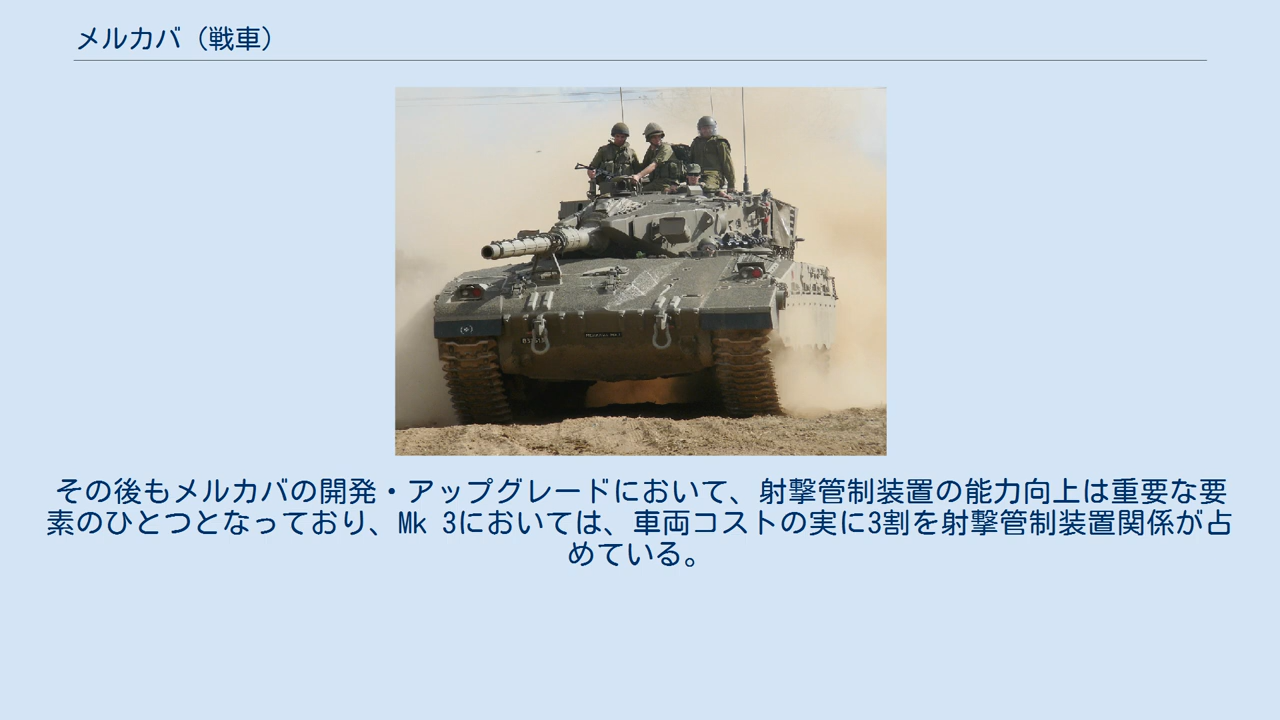 メルカバ（戦車）
その後もメルカバの開発・アップグレードにおいて、射撃管制装置の能力向上は重要な要
素のひとつとなっており、Mk 3においては、車両コストの実に3割を射撃管制装置関係が占
めている。